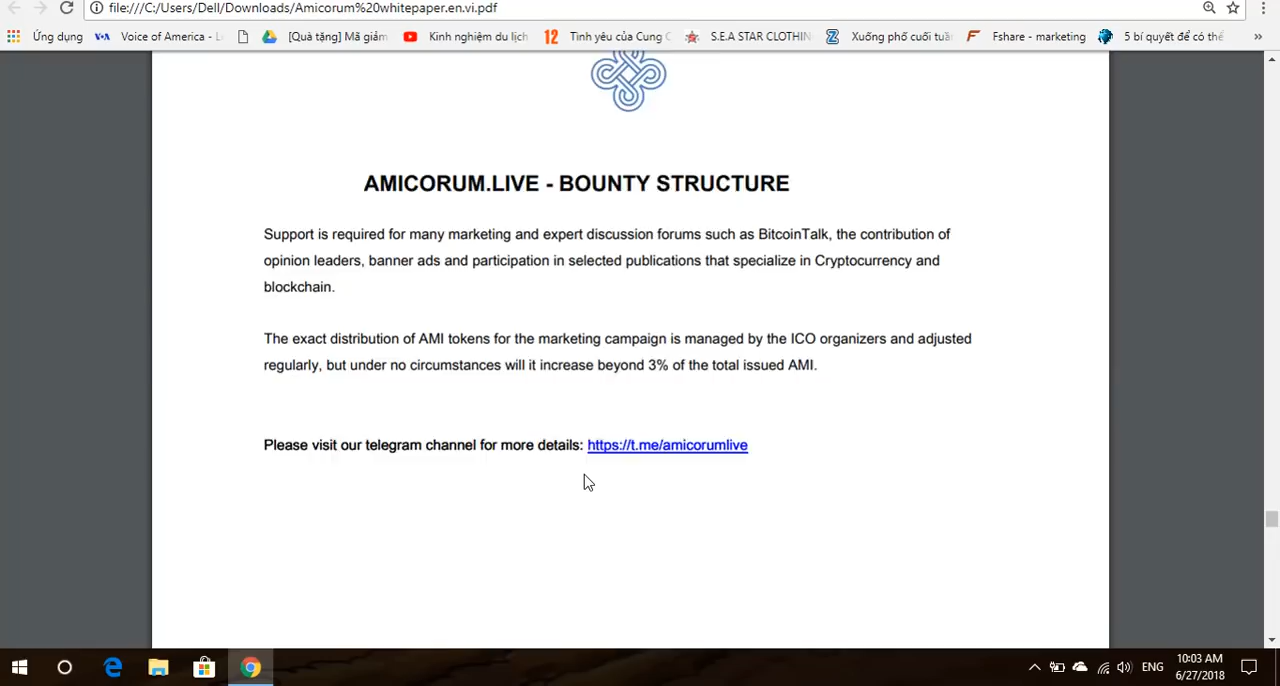 file:///C:/Users/Dell/Downloads/Amicorum%20whitepaper.en.vi.pdf
Ứng dụng
VOA Voice of America - L
[Quà tặng] Mã giảm
Kinh nghiệm du lịch
12 Tình yêu của Cung
S.E.A STAR CLOTHIN
Z Xuống phố cuối tuần
F Fshare - marketing
5 bí quyết để có thể
»
AMICORUM.LIVE - BOUNTY STRUCTURE
Support is required for many marketing and expert discussion forums such as BitcoinTalk, the contribution of
opinion leaders, banner ads and participation in selected publications that specialize in Cryptocurrency and
blockchain.
The exact distribution of AMI tokens for the marketing campaign is managed by the ICO organizers and adjusted
regularly, but under no circumstances will it increase beyond 3% of the total issued AMI.
Please visit our telegram channel for more details: https://t.me/amicorumlive
ENG
10:03 AM
6/27/2018